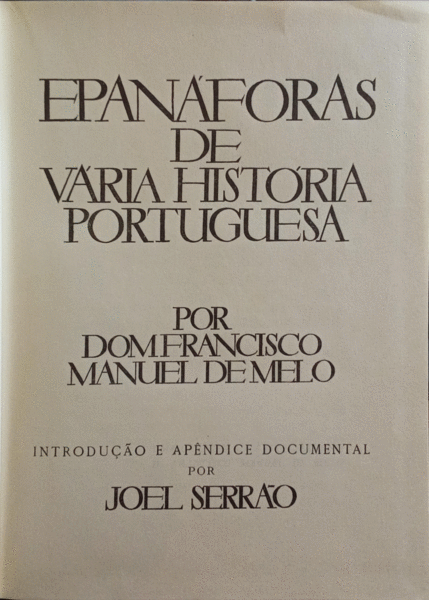 EPANÁFORAS
DE
VÁRIA HISTÓRIA
PORTUGUESA
POR
DOM FRANCISCO
MANUEL DE MELO
INTRODUÇÃO E APÊNDICE DOCUMENTAL
POR
JOEL SERRÃO